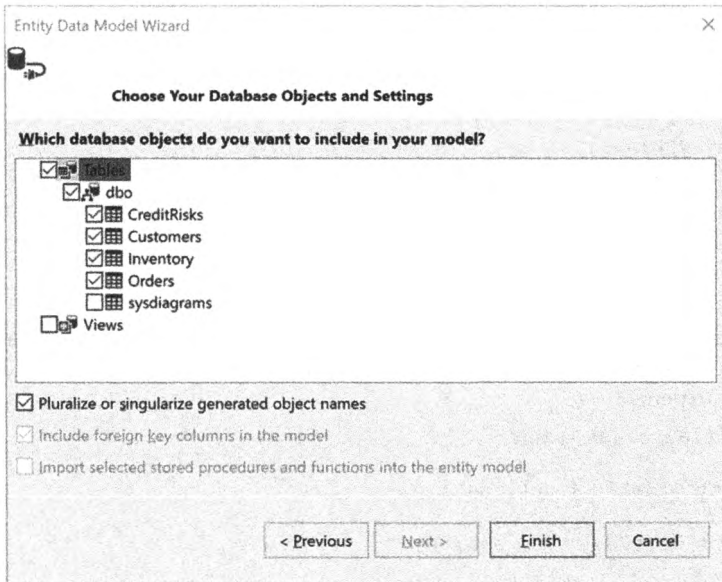 Entity Data Model Wizard
Choose Your Database Objects and Settings
Which database objects do you want to include in your model?
Tables
dbo
CreditRisks
Customers
Inventory
Orders
sysdiagrams
Views
Pluralize or singularize generated object names
Include foreign key columns in the model
Import selected stored procedures and functions into the entity model
< Previous Next > Finish Cancel